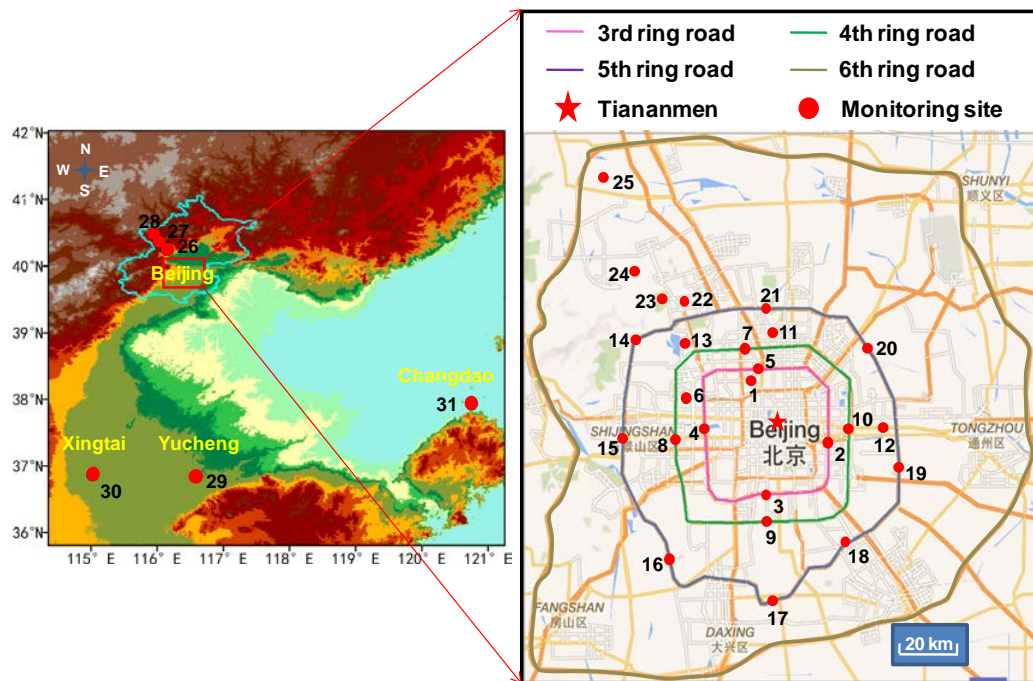 3rd ring road
4th ring road
5th ring road
6th ring road
Tiananmen
Monitoring site
42°N
41°N
40°N
39°N
38°N
37°N
36°N
N
W
E
S
28
27
26
Beijing
Changdao
31
Xingtai
Yucheng
30
29
115° E
116° E
117° E
118° E
119° E
120° E
121° E
25
SHUNYI
顺义区
24
23
22
21
14
13
7
11
20
5
1
6
SHIJINGSHAN
景山区
4
Beijing
北京
10
12
TONGZHOU
通州区
15
8
2
19
3
9
16
18
17
FANGSHAN
房山区
DAXING
大兴区
20 km